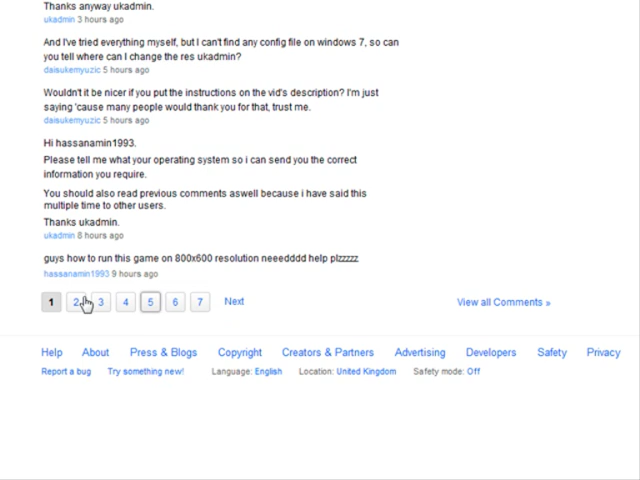 Thanks anyway ukadmin.
ukadmin 3 hours ago
And I've tried everything myself, but I can't find any config file on windows 7, so can
you tell where can I change the res ukadmin?
daisukemyuzic 5 hours ago
Wouldn't it be nicer if you put the instructions on the vid's description? I'm just
saying 'cause many people would thank you for that, trust me.
daisukemyuzic 5 hours ago
Hi hassanamin1993.
Please tell me what your operating system so i can send you the correct
information you require.
You should also read previous comments aswell because i have said this
multiple time to other users.
Thanks ukadmin.
ukadmin 8 hours ago
guys how to run this game on 800x600 resolution neeedddd help plzzzzz
hassanamin1993 9 hours ago
1 2 3 4 5 6 7 Next View all Comments »
Help About Press & Blogs Copyright Creators & Partners Advertising Developers Safety Privacy
Report a bug Try something new! Language: English Location: United Kingdom Safety mode: Off